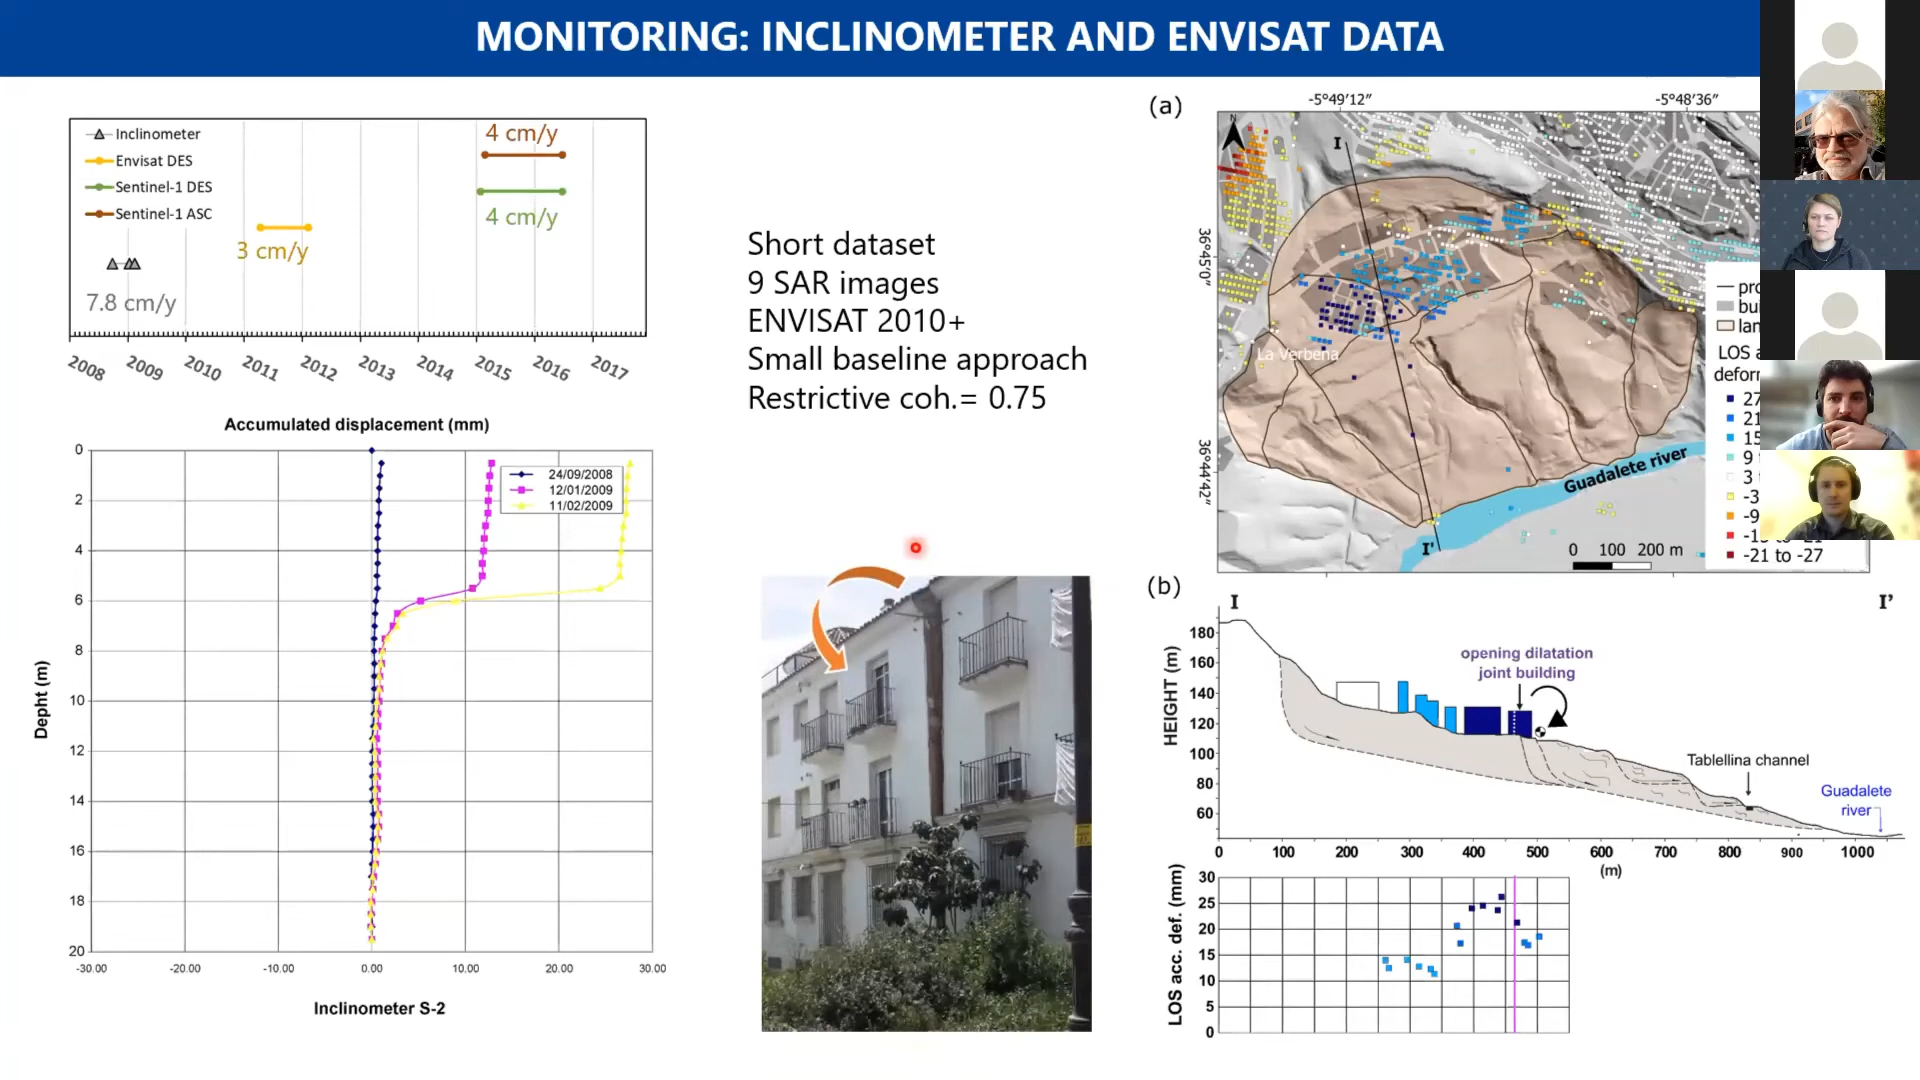 MONITORING: INCLINOMETER AND ENVISAT DATA
Inclinometer
Envisat DES
Sentinel-1 DES
Sentinel-1 ASC
4 cm/y
4 cm/y
3 cm/y
7.8 cm/y
2008 2009 2010 2011 2012 2013 2014 2015 2016 2017
Accumulated displacement (mm)
24/09/2008
12/01/2009
11/02/2009
0
2
4
6
8
10
12
14
16
18
20
Depht (m)
-30.00 -20.00 -10.00 0.00 10.00 20.00 30.00
Inclinometer S-2
Short dataset
9 SAR images
ENVISAT 2010+
Small baseline approach
Restrictive coh.= 0.75
(a)
-5°49'12" -5°48'36"
36°45'0"
36°44'42"
N
I
La Verbena
Guadalete river
I'
0 100 200 m
pro
bui
lan
LOS a
defor
27
21
15
9
3
-3
-9
-21 to -27
(b)
I I'
HEIGHT (m)
180
160
140
120
100
80
60
opening dilatation
joint building
Tablellina channel
Guadalete
river
0 100 200 300 400 500 600 700 800 900 1000
(m)
LOS acc. def. (mm)
30
25
20
15
10
5
0